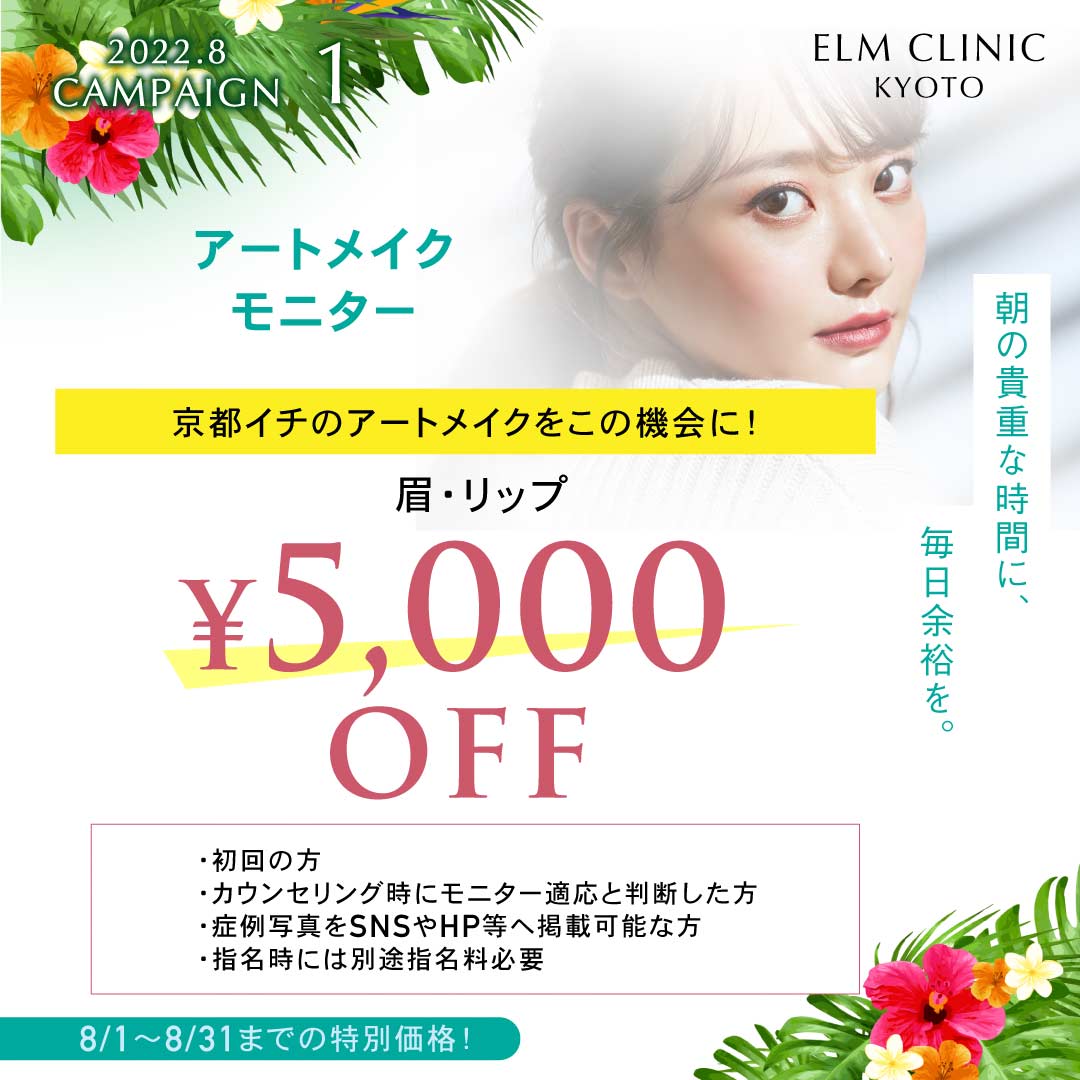 2022.8
CAMPAIGN 1
ELM CLINIC
KYOTO
アートメイク
モニター
朝の貴重な時間に、
毎日余裕を。
京都イチのアートメイクをこの機会に!
眉・リップ
¥5,000
OFF
・初回の方
・カウンセリング時にモニター適応と判断した方
・症例写真をSNSやHP等へ掲載可能な方
・指名時には別途指名料必要
8/1〜8/31までの特別価格!